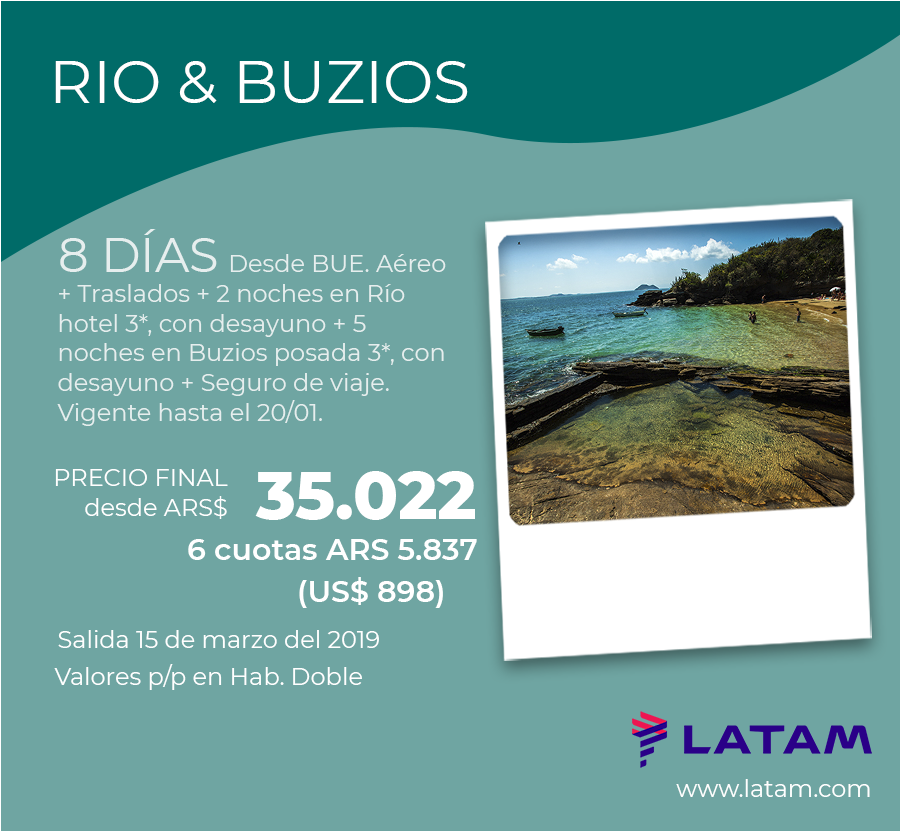 RIO & BUZIOS
8 DÍAS Desde BUE. Aéreo
+ Traslados + 2 noches en Río
hotel 3*, con desayuno + 5
noches en Buzios posada 3*, con
desayuno + Seguro de viaje.
Vigente hasta el 20/01.
PRECIO FINAL
desde ARS$ 35.022
6 cuotas ARS 5.837
(US$ 898)
Salida 15 de marzo del 2019
Valores p/p en Hab. Doble
LATAM
www.latam.com